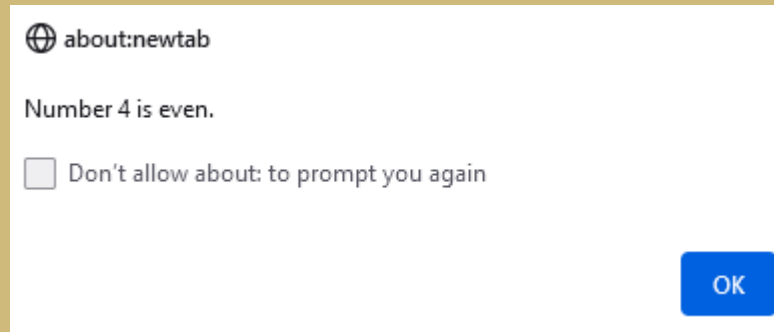 about:newtab
Number 4 is even.
Don't allow about: to prompt you again
OK